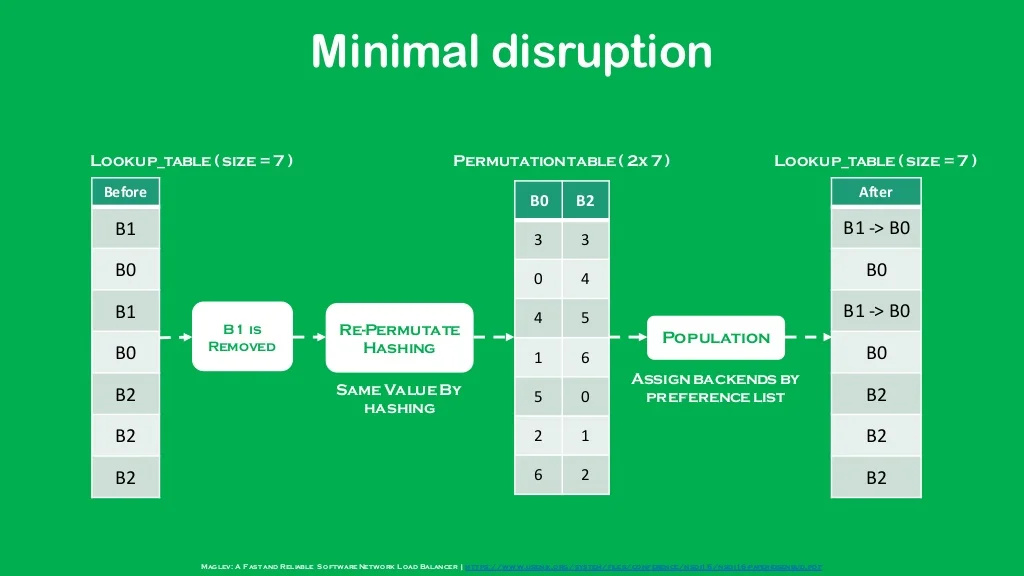 Minimal disruption
Lookup_table ( size = 7 )
Before
B1
B0
B1
B0
B2
B2
B2
B1 is
Removed
Re-Permutate
Hashing
Same Value By
hashing
Permutation table ( 2x 7 )
B0 B2
3 3
0 4
4 5
1 6
5 0
2 1
6 2
Population
Assign backends by
preference list
Lookup_table ( size = 7 )
After
B1 -> B0
B0
B1 -> B0
B0
B2
B2
B2
Maglev: A Fast and Reliable Software Network Load Balancer |